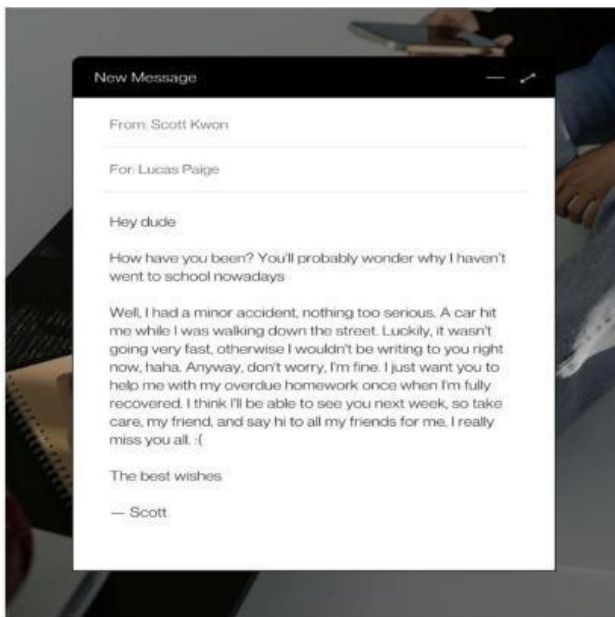 New Message
From: Scott Kwon
For: Lucas Paige
Hey dude
How have you been? You'll probably wonder why I haven't
went to school nowadays
Well, I had a minor accident, nothing too serious. A car hit
me while I was walking down the street. Luckily, it wasn't
going very fast, otherwise I wouldn't be writing to you right
now, haha. Anyway, don't worry, I'm fine. I just want you to
help me with my overdue homework once when I'm fully
recovered. I think I'll be able to see you next week, so take
care, my friend, and say hi to all my friends for me. I really
miss you all. :{
The best wishes
— Scott